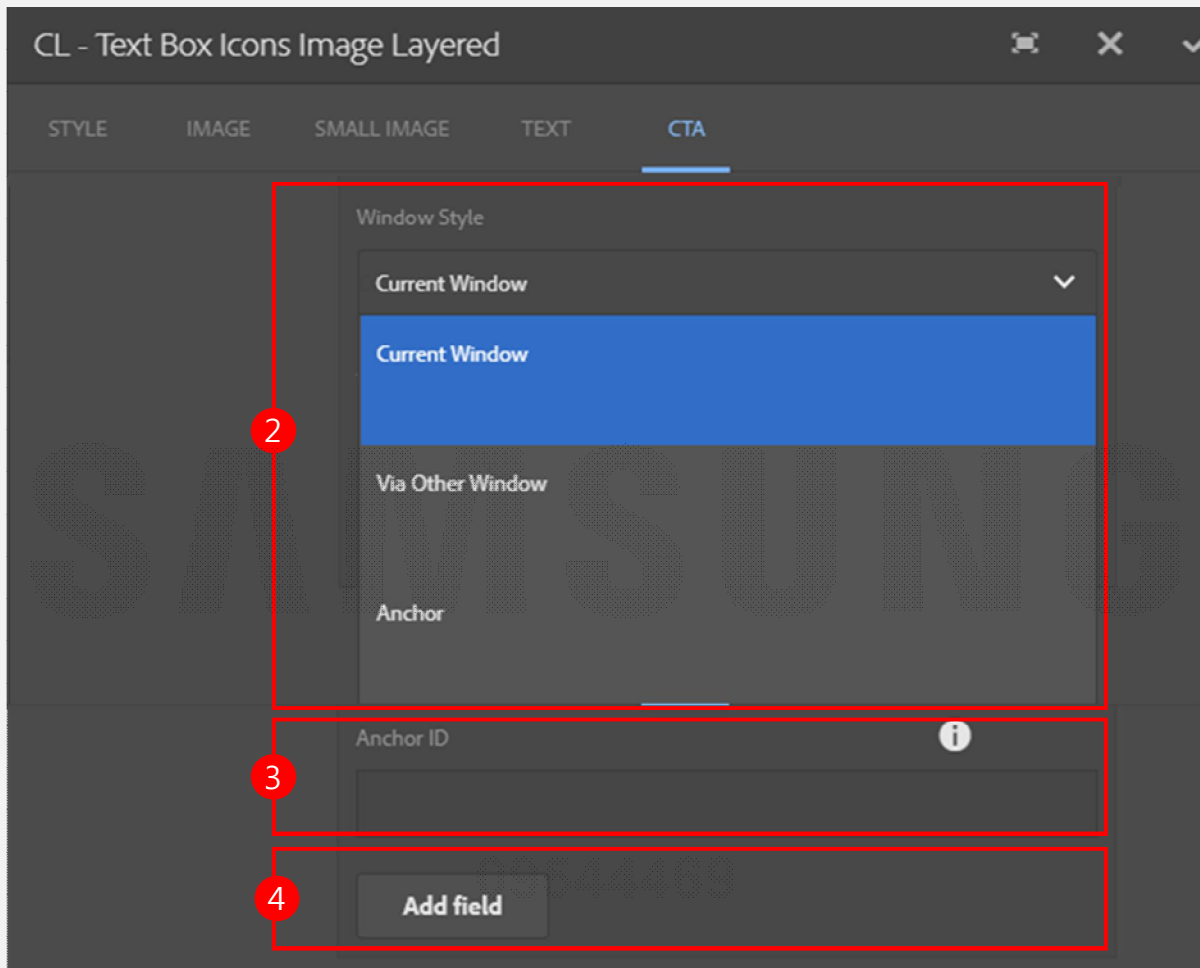 CL - Text Box Icons Image Layered
STYLE IMAGE SMALL IMAGE TEXT CTA
Window Style
Current Window
Current Window
2
Via Other Window
SAMSUNG
Anchor
Anchor ID
3
Add field
4